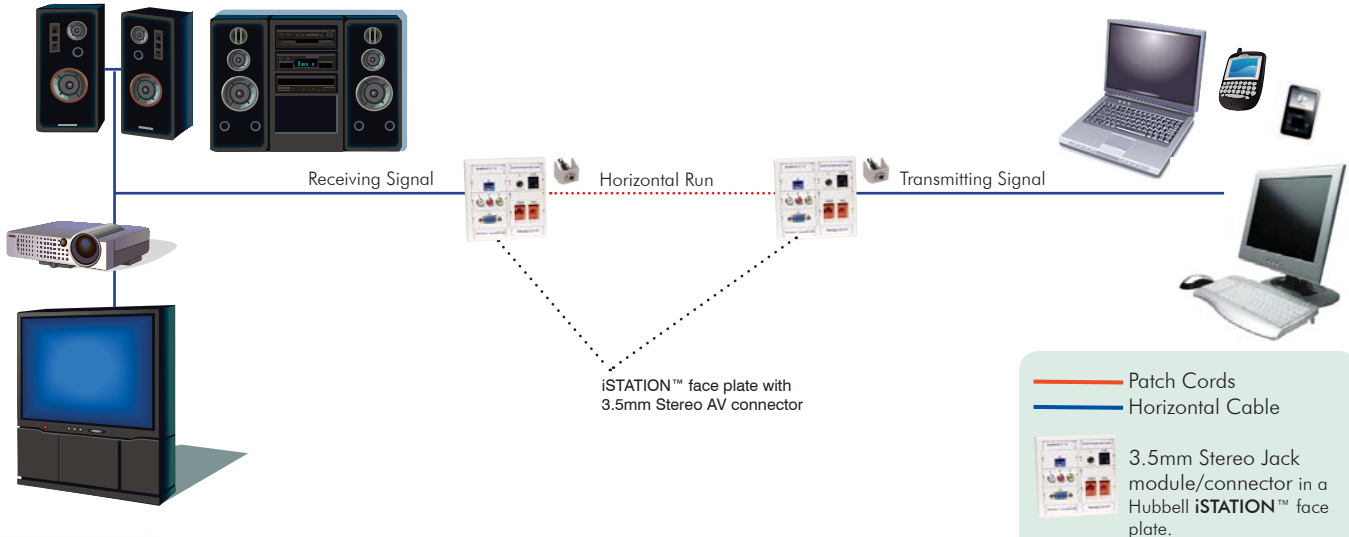 Receiving Signal
Horizontal Run
Transmitting Signal
iSTATION™ face plate with
3.5mm Stereo AV connector
Patch Cords
Horizontal Cable
3.5mm Stereo Jack
module/connector in a
Hubbell iSTATION™ face
plate.